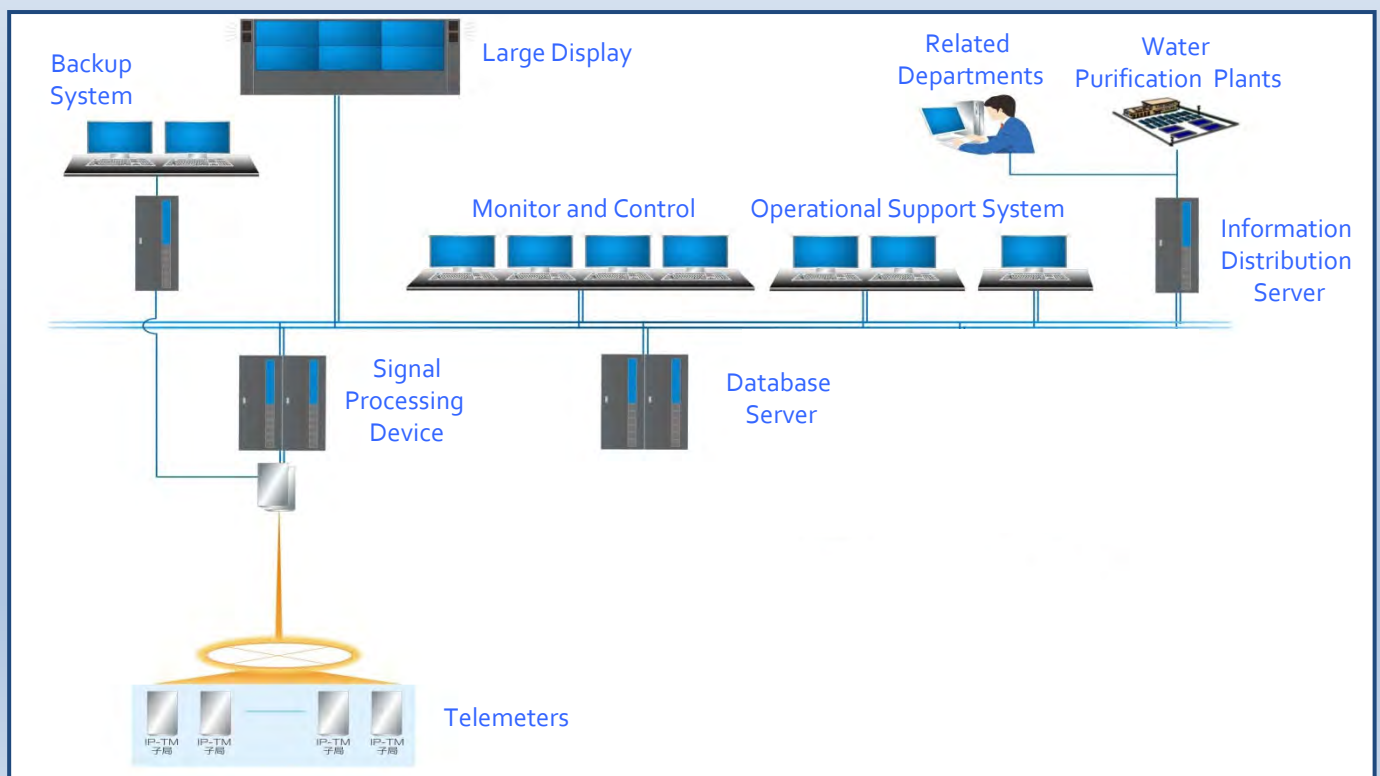 Large Display
Backup
System
Related
Departments
Water
Purification Plants
Monitor and Control
Operational Support System
Information
Distribution
Server
Signal
Processing
Device
Database
Server
Telemeters
IP-TM
子局
IP-TM
子局
IP-TM
子局
IP-TM
子局